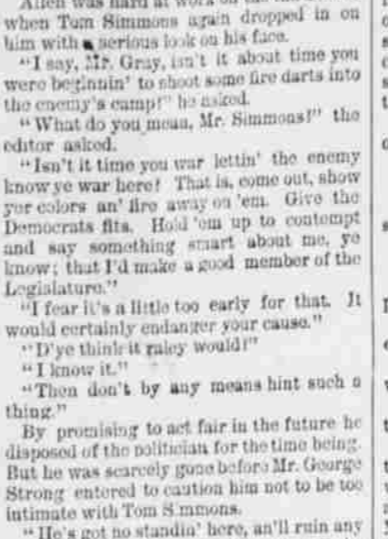 Allen was hard at work on the
when Tom Simmons again dropped in on
him with a serious look on his face.
"I say, Mr. Gray, isn't it about time you
were beginnin' to shoot some fire darts into
the enemy's camp?" he asked.
"What do you mean, Mr. Simmons?" the
editor asked.
"Isn't it time you war lettin' the enemy
know ye war here? That is, come out, show
yer colors an' fire away on 'em. Give the
Democrats fits. Hold 'em up to contempt
and say something smart about me, ye
know; that I'd make a good member of the
Legislature."
"I fear it's a little too early for that. It
would certainly endanger your cause."
"D'ye think it raley would?"
"I know it."
"Then don't by any means hint such a
thing."
By promising to act fair in the future he
disposed of the politician for the time being.
But he was scarcely gone before Mr. George
Strong entered to caution him not to be too
intimate with Tom S mmons.
"He's got no standin' here, an'll ruin any